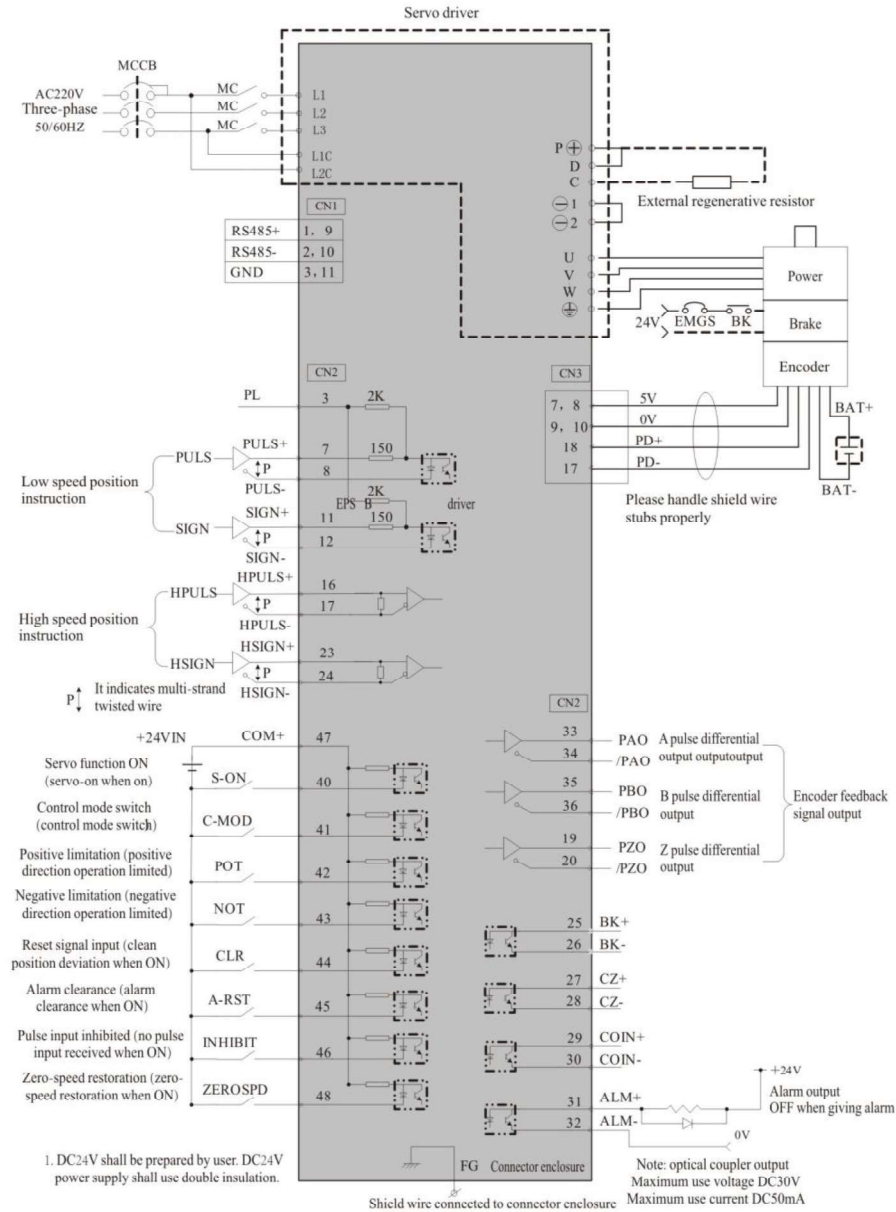 Servo driver
MCCB
AC220V
Three-phase
50/60HZ
MC
MC
MC
L1
L2
L3
L1C
L2C
P ⊕
D
C
⊖ 1
⊖ 2
External regenerative resistor
CN1
RS485+ 1, 9
RS485- 2, 10
GND 3, 11
U
V
W
Power
24V EMGS BK
Brake
Encoder
CN2
PL 3 2K
PULS
PULS+ 7 150
P
8
PULS-
2K
EPS B driver
Low speed position
instruction
SIGN
SIGN+ 11 150
P
12
SIGN-
CN3
7, 8 5V
9, 10 0V
18 PD+
17 PD-
BAT+
BAT-
Please handle shield wire
stubs properly
High speed position
instruction
HPULS
HPULS+ 16
P
17
HPULS-
HSIGN
HSIGN+ 23
P
24
HSIGN-
P It indicates multi-strand
twisted wire
CN2
33 PAO
34 /PAO
A pulse differential
output outputoutput
35 PBO
36 /PBO
B pulse differential
output
19 PZO
20 /PZO
Z pulse differential
output
Encoder feedback
signal output
+24VIN COM+ 47
Servo function ON
(servo-on when on)
S-ON 40
Control mode switch
(control mode switch)
C-MOD 41
Positive limitation (positive
direction operation limited)
POT 42
Negative limitation (negative
direction operation limited)
NOT 43
Reset signal input (clean
position deviation when ON)
CLR 44
Alarm clearance (alarm
clearance when ON)
A-RST 45
Pulse input inhibited (no pulse
input received when ON)
INHIBIT 46
Zero-speed restoration (zero-
speed restoration when ON)
ZEROSPD 48
25 BK+
26 BK-
27 CZ+
28 CZ-
29 COIN+
30 COIN-
31 ALM+
32 ALM-
+24V
0V
Alarm output
OFF when giving alarm
1. DC24V shall be prepared by user. DC24V
power supply shall use double insulation.
FG Connector enclosure
Shield wire connected to connector enclosure
Note: optical coupler output
Maximum use voltage DC30V
Maximum use current DC50mA